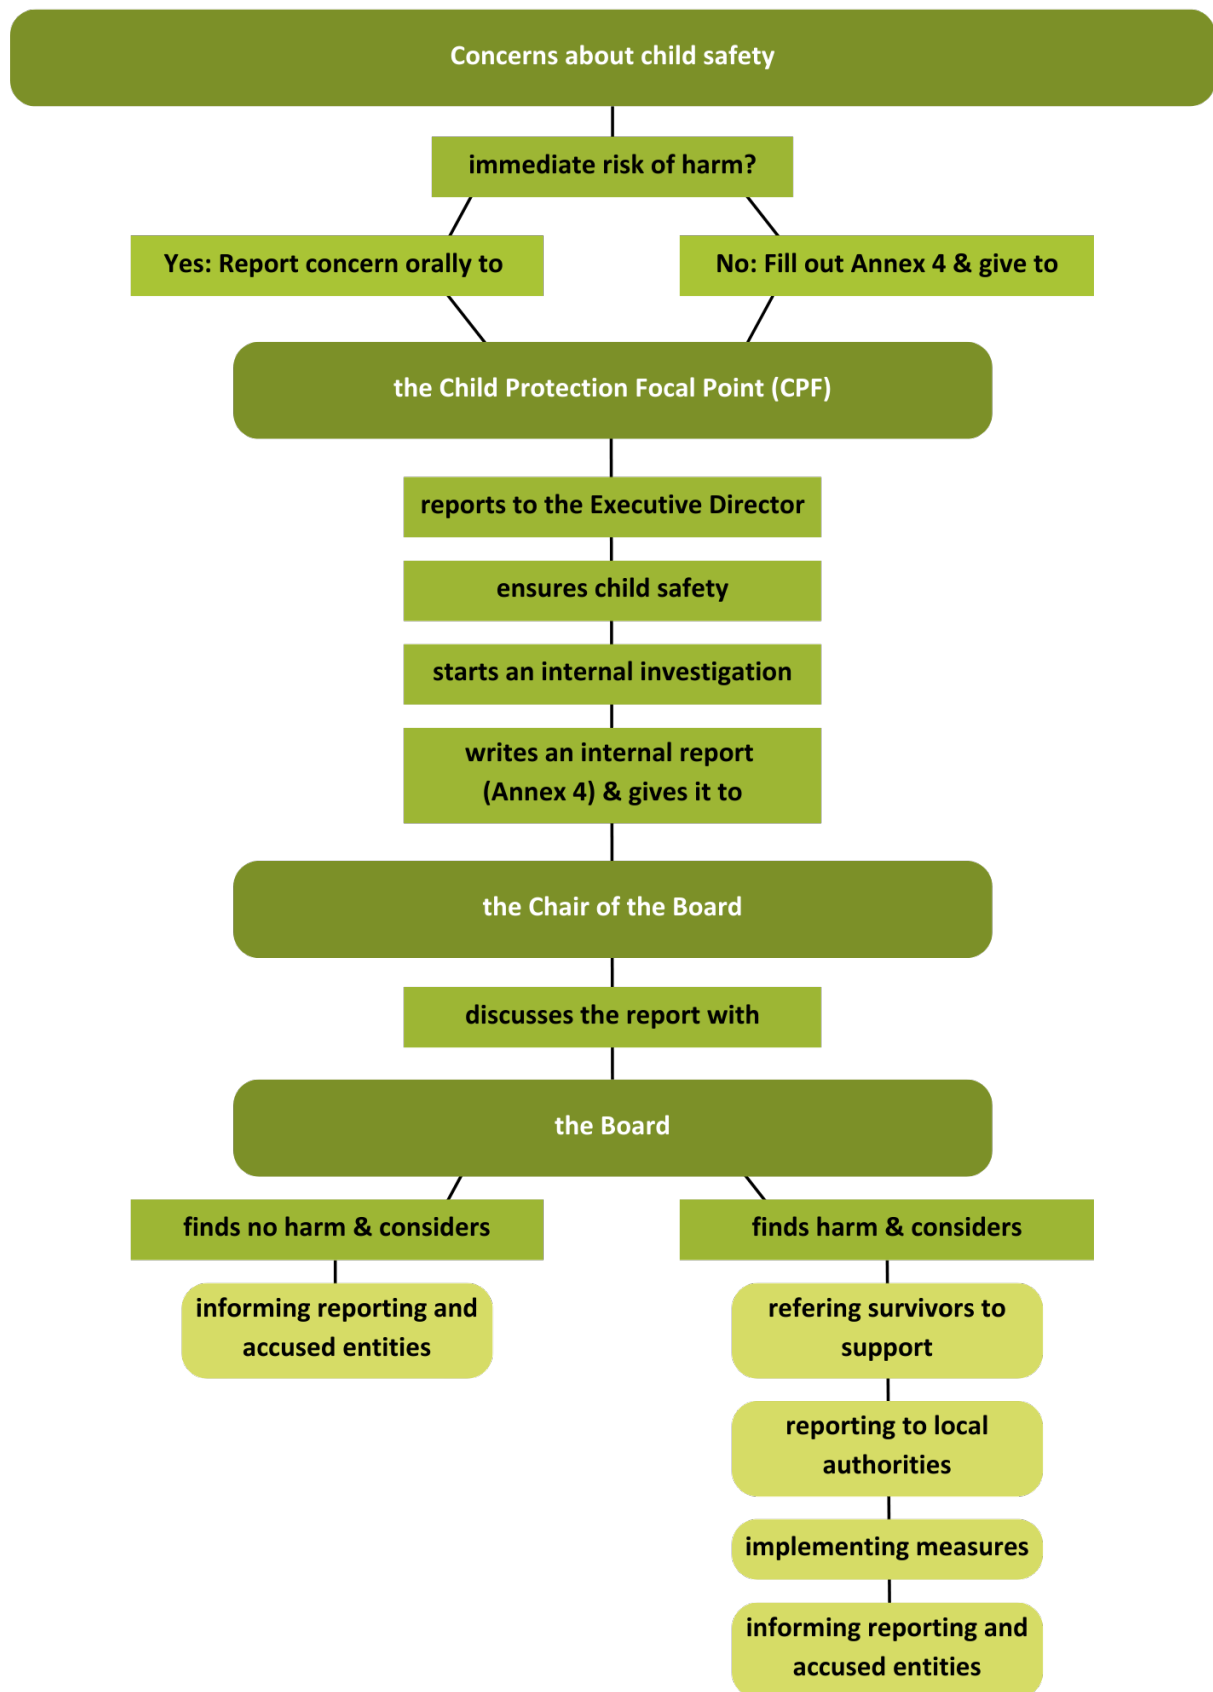 Concerns about child safety
immediate risk of harm?
Yes: Report concern orally to
No: Fill out Annex 4 & give to
the Child Protection Focal Point (CPF)
reports to the Executive Director
ensures child safety
starts an internal investigation
writes an internal report
(Annex 4) & gives it to
the Chair of the Board
discusses the report with
the Board
finds no harm & considers
informing reporting and
accused entities
finds harm & considers
refering survivors to
support
reporting to local
authorities
implementing measures
informing reporting and
accused entities